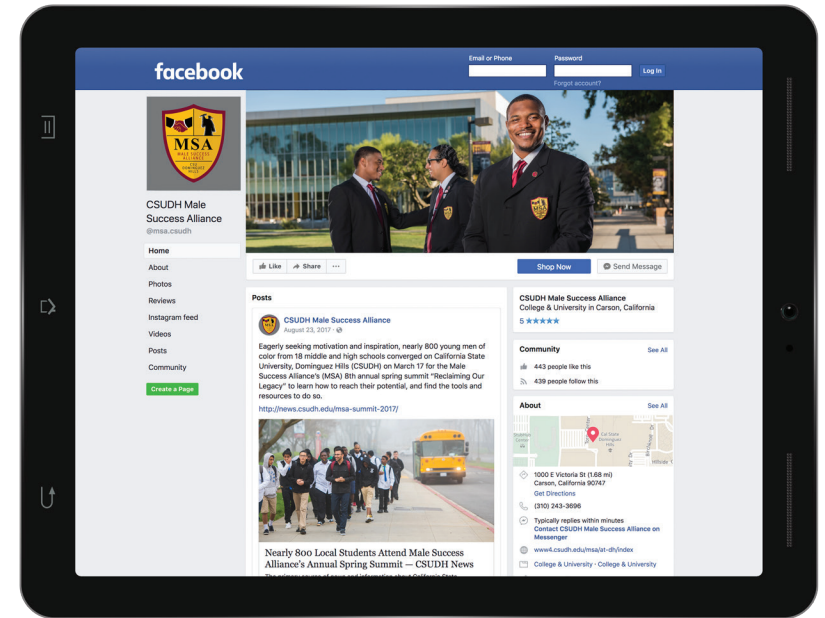 facebook
Email or Phone
Password
Log In
Forgot account?
MSA
MALE SUCCESS
ALLIANCE
CSU
DOMINGUEZ
HILLS
CSUDH Male
Success Alliance
@msa.csudh
Home
About
Photos
Reviews
Instagram feed
Videos
Posts
Community
Create a Page
Like
Share
Shop Now
Send Message
Posts
CSUDH Male Success Alliance
August 23, 2017 ·
Eagerly seeking motivation and inspiration, nearly 800 young men of
color from 18 middle and high schools converged on California State
University, Dominguez Hills (CSUDH) on March 17 for the Male
Success Alliance's (MSA) 8th annual spring summit "Reclaiming Our
Legacy" to learn how to reach their potential, and find the tools and
resources to do so.
http://news.csudh.edu/msa-summit-2017/
Nearly 800 Local Students Attend Male Success
Alliance's Annual Spring Summit — CSUDH News
CSUDH Male Success Alliance
College & University in Carson, California
5 ★★★★★
Community
See All
443 people like this
439 people follow this
About
See All
Cal State
Dominguez
Hills
Hillside
1000 E Victoria St (1.68 mi)
Carson, California 90747
Get Directions
(310) 243-3696
Typically replies within minutes
Contact CSUDH Male Success Alliance on
Messenger
www4.csudh.edu/msa/at-dh/index
College & University · College & University